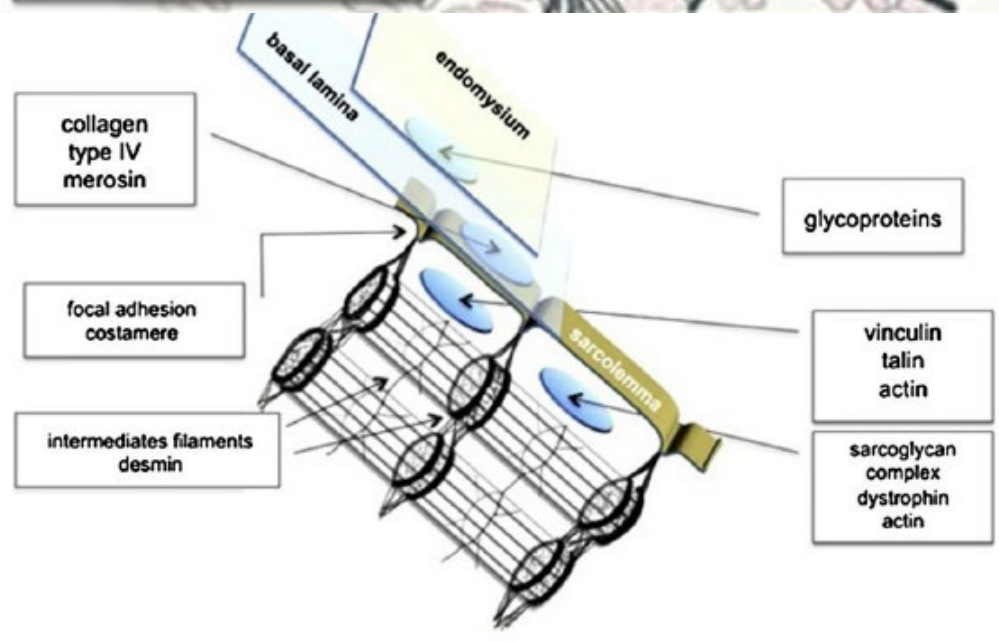 basal lamina
endomysium
collagen
type IV
merosin
glycoproteins
focal adhesion
costamere
vinculin
talin
actin
sarcolemma
intermediates filaments
desmin
sarcoglycan
complex
dystrophin
actin